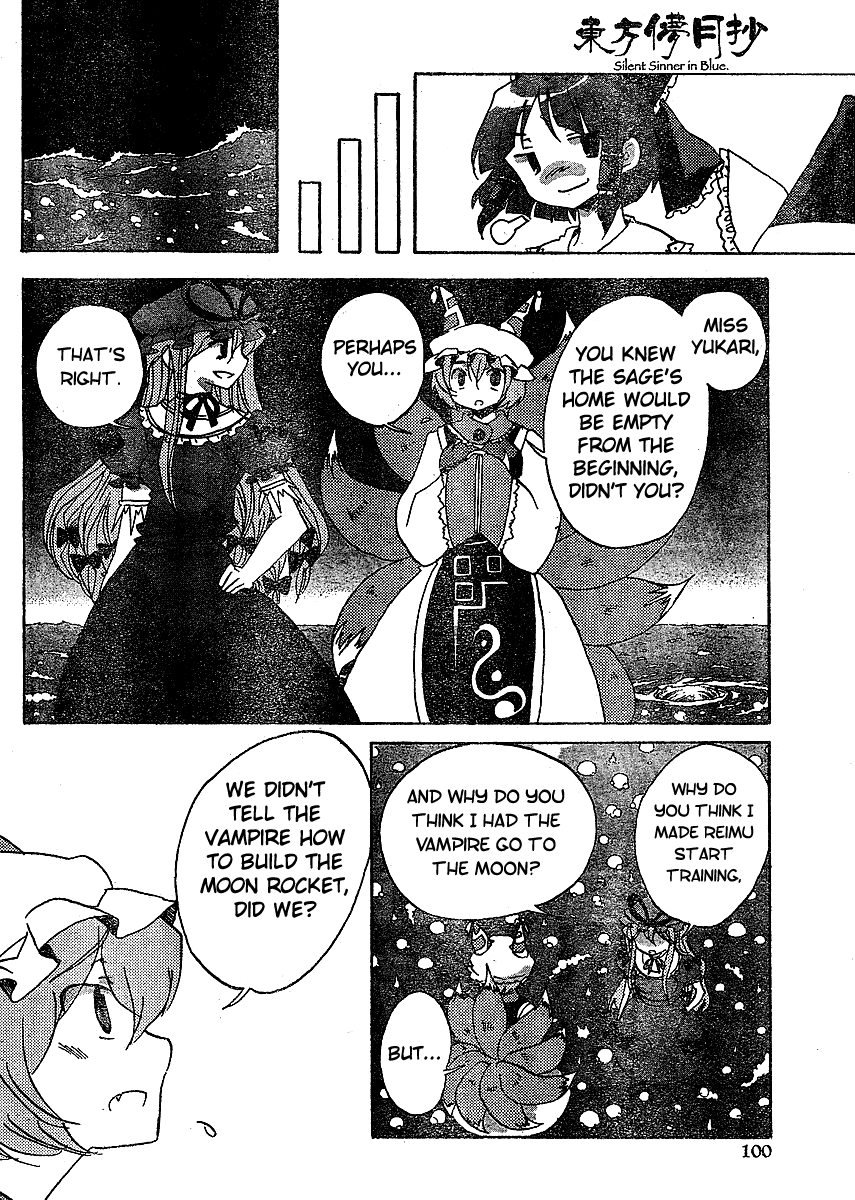 東方儚月抄
Silent Sinner in Blue.
MISS
YUKARI,
YOU KNEW
THE SAGE'S
HOME WOULD
BE EMPTY
FROM THE
BEGINNING,
DIDN'T YOU?
PERHAPS
YOU...
THAT'S
RIGHT.
WHY DO
YOU THINK I
MADE REIMU
START
TRAINING,
AND WHY DO YOU
THINK I HAD THE
VAMPIRE GO TO
THE MOON?
BUT...
WE DIDN'T
TELL THE
VAMPIRE HOW
TO BUILD THE
MOON ROCKET,
DID WE?
100